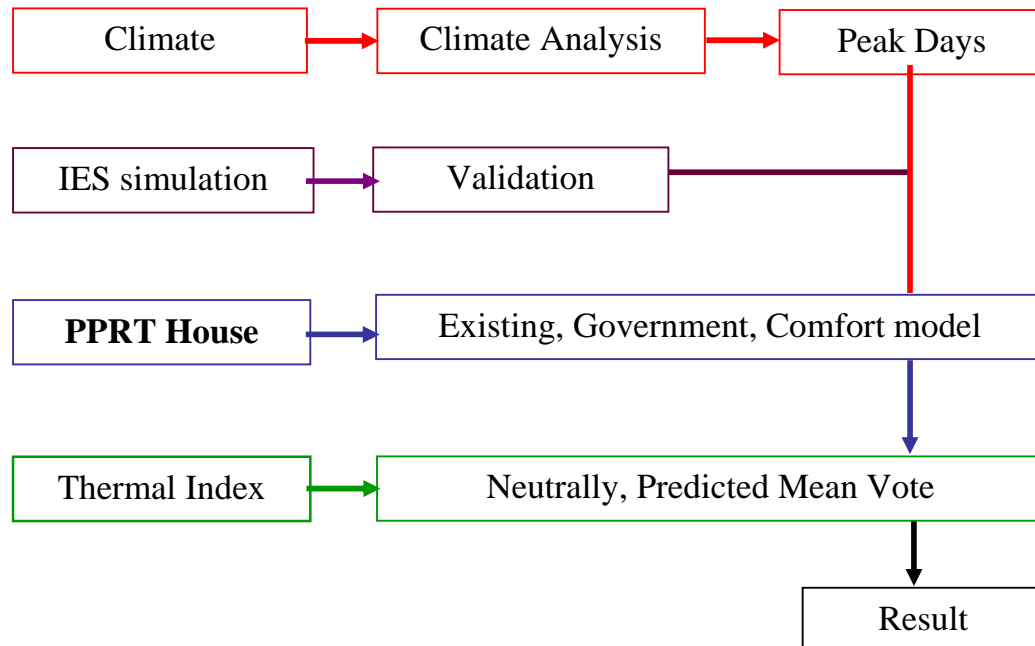 Climate
Climate Analysis
Peak Days
IES simulation
Validation
PPRT House
Existing, Government, Comfort model
Thermal Index
Neutrally, Predicted Mean Vote
Result